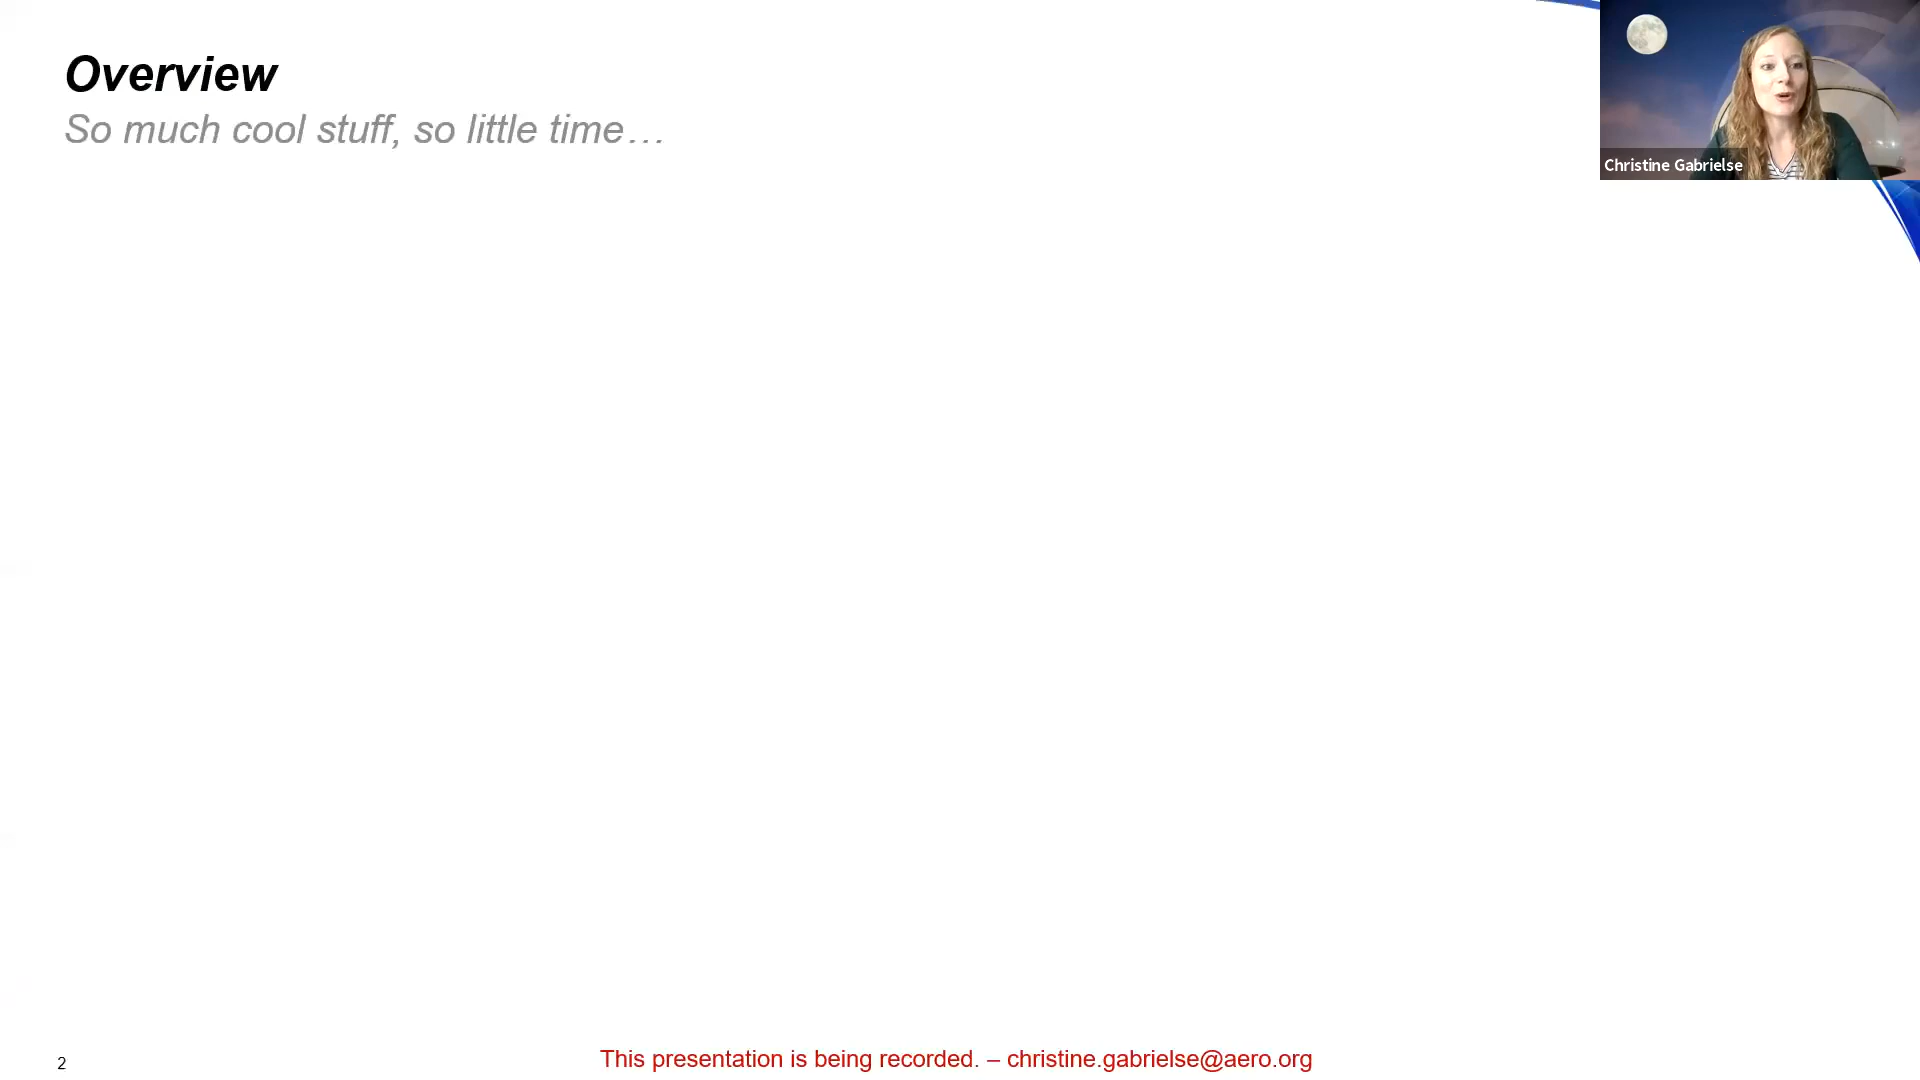 Overview
So much cool stuff, so little time…
Christine Gabrielse
2
This presentation is being recorded. – christine.gabrielse@aero.org